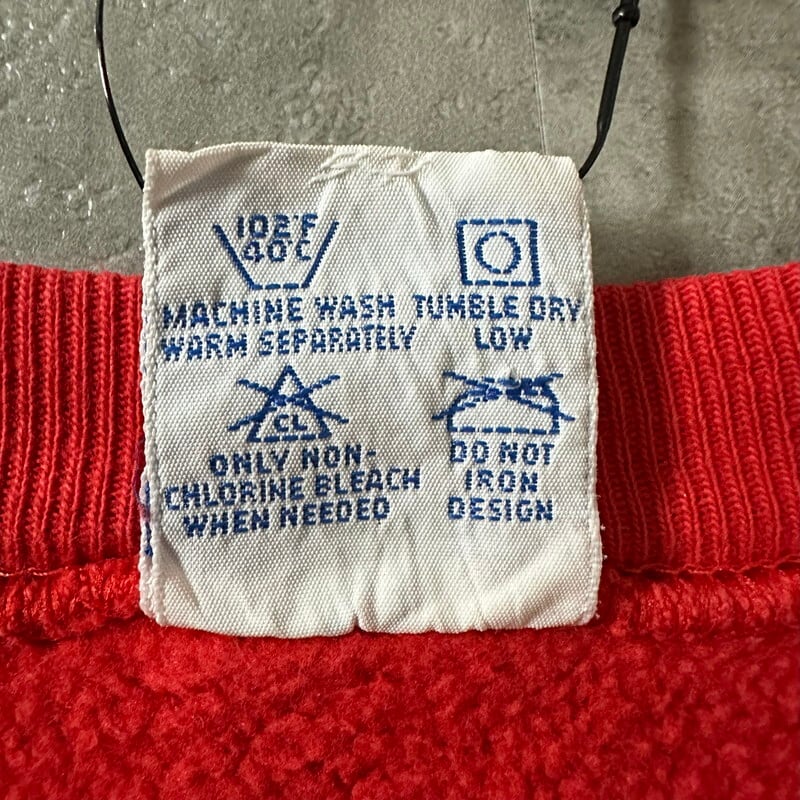 102°F
40°C
MACHINE WASH
WARM SEPARATELY
TUMBLE DRY
LOW
CL
ONLY NON-
CHLORINE BLEACH
WHEN NEEDED
DO NOT
IRON
DESIGN